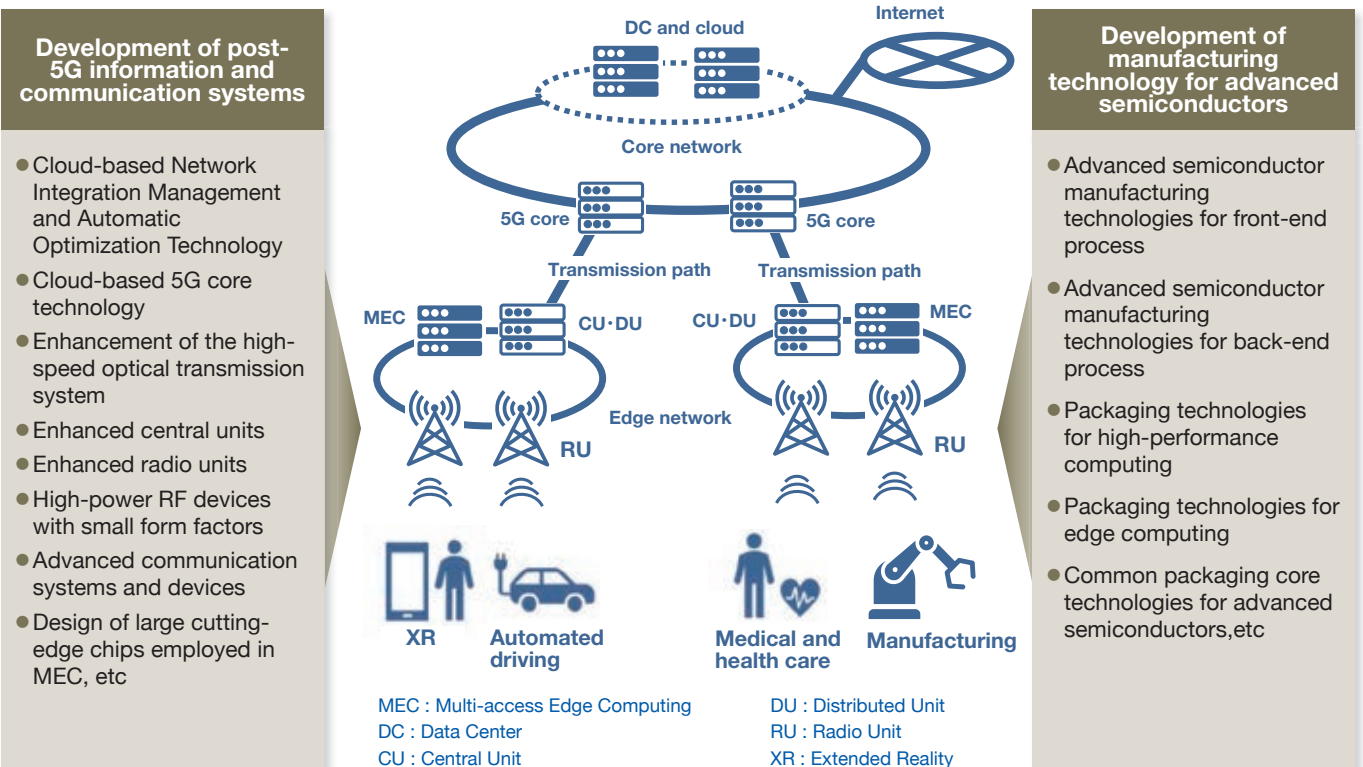 Development of post-
5G information and
communication systems
● Cloud-based Network
Integration Management
and Automatic
Optimization Technology
● Cloud-based 5G core
technology
● Enhancement of the high-
speed optical transmission
system
● Enhanced central units
● Enhanced radio units
● High-power RF devices
with small form factors
● Advanced communication
systems and devices
● Design of large cutting-
edge chips employed in
MEC, etc
DC and cloud
Internet
Core network
5G core
5G core
Transmission path
Transmission path
MEC
CU・DU
CU・DU
MEC
Edge network
RU
RU
XR
Automated
driving
Medical and
health care
Manufacturing
MEC : Multi-access Edge Computing
DC : Data Center
CU : Central Unit
DU : Distributed Unit
RU : Radio Unit
XR : Extended Reality
Development of
manufacturing
technology for advanced
semiconductors
● Advanced semiconductor
manufacturing
technologies for front-end
process
● Advanced semiconductor
manufacturing
technologies for back-end
process
● Packaging technologies
for high-performance
computing
● Packaging technologies for
edge computing
● Common packaging core
technologies for advanced
semiconductors,etc